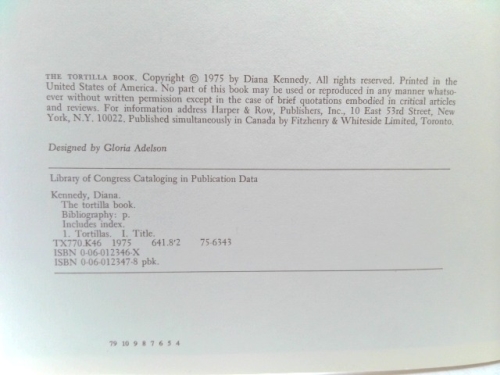 THE TORTILLA BOOK. Copyright © 1975 by Diana Kennedy. All rights reserved. Printed in the
United States of America. No part of this book may be used or reproduced in any manner whatso-
ever without written permission except in the case of brief quotations embodied in critical articles
and reviews. For information address Harper & Row, Publishers, Inc., 10 East 53rd Street, New
York, N.Y. 10022. Published simultaneously in Canada by Fitzhenry & Whiteside Limited, Toronto.
Designed by Gloria Adelson
Library of Congress Cataloging in Publication Data
Kennedy, Diana.
The tortilla book.
Bibliography: p.
Includes index.
1. Tortillas. I. Title.
TX770.K46 1975 641.8'2 75-6343
ISBN 0-06-012346-X
ISBN 0-06-012347-8 pbk.
79 10 9 8 7 6 5 4